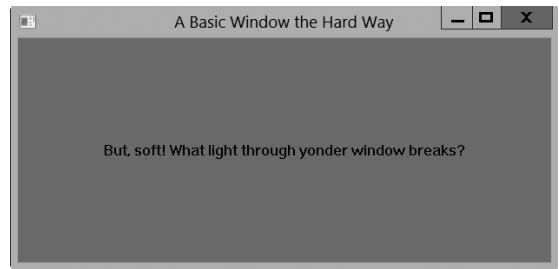 A Basic Window the Hard Way
But, soft! What light through yonder window breaks?